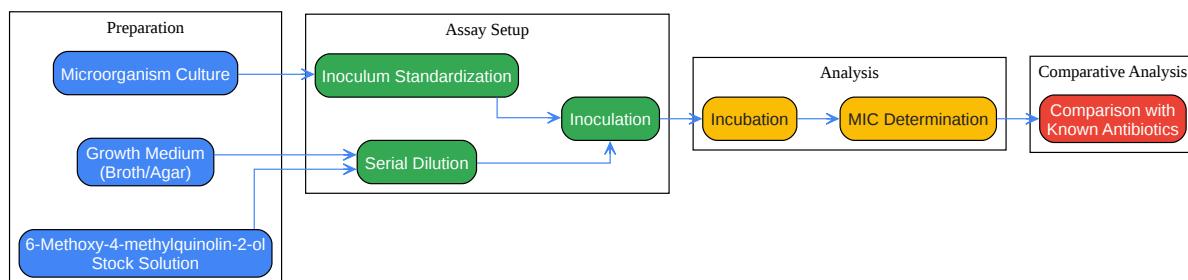 Preparation
Microorganism Culture
Growth Medium
(Broth/Agar)
6-Methoxy-4-methylquinolin-2-ol
Stock Solution
Assay Setup
Inoculum Standardization
Inoculation
Serial Dilution
Analysis
Incubation
MIC Determination
Comparative Analysis
Comparison with
Known Antibiotics